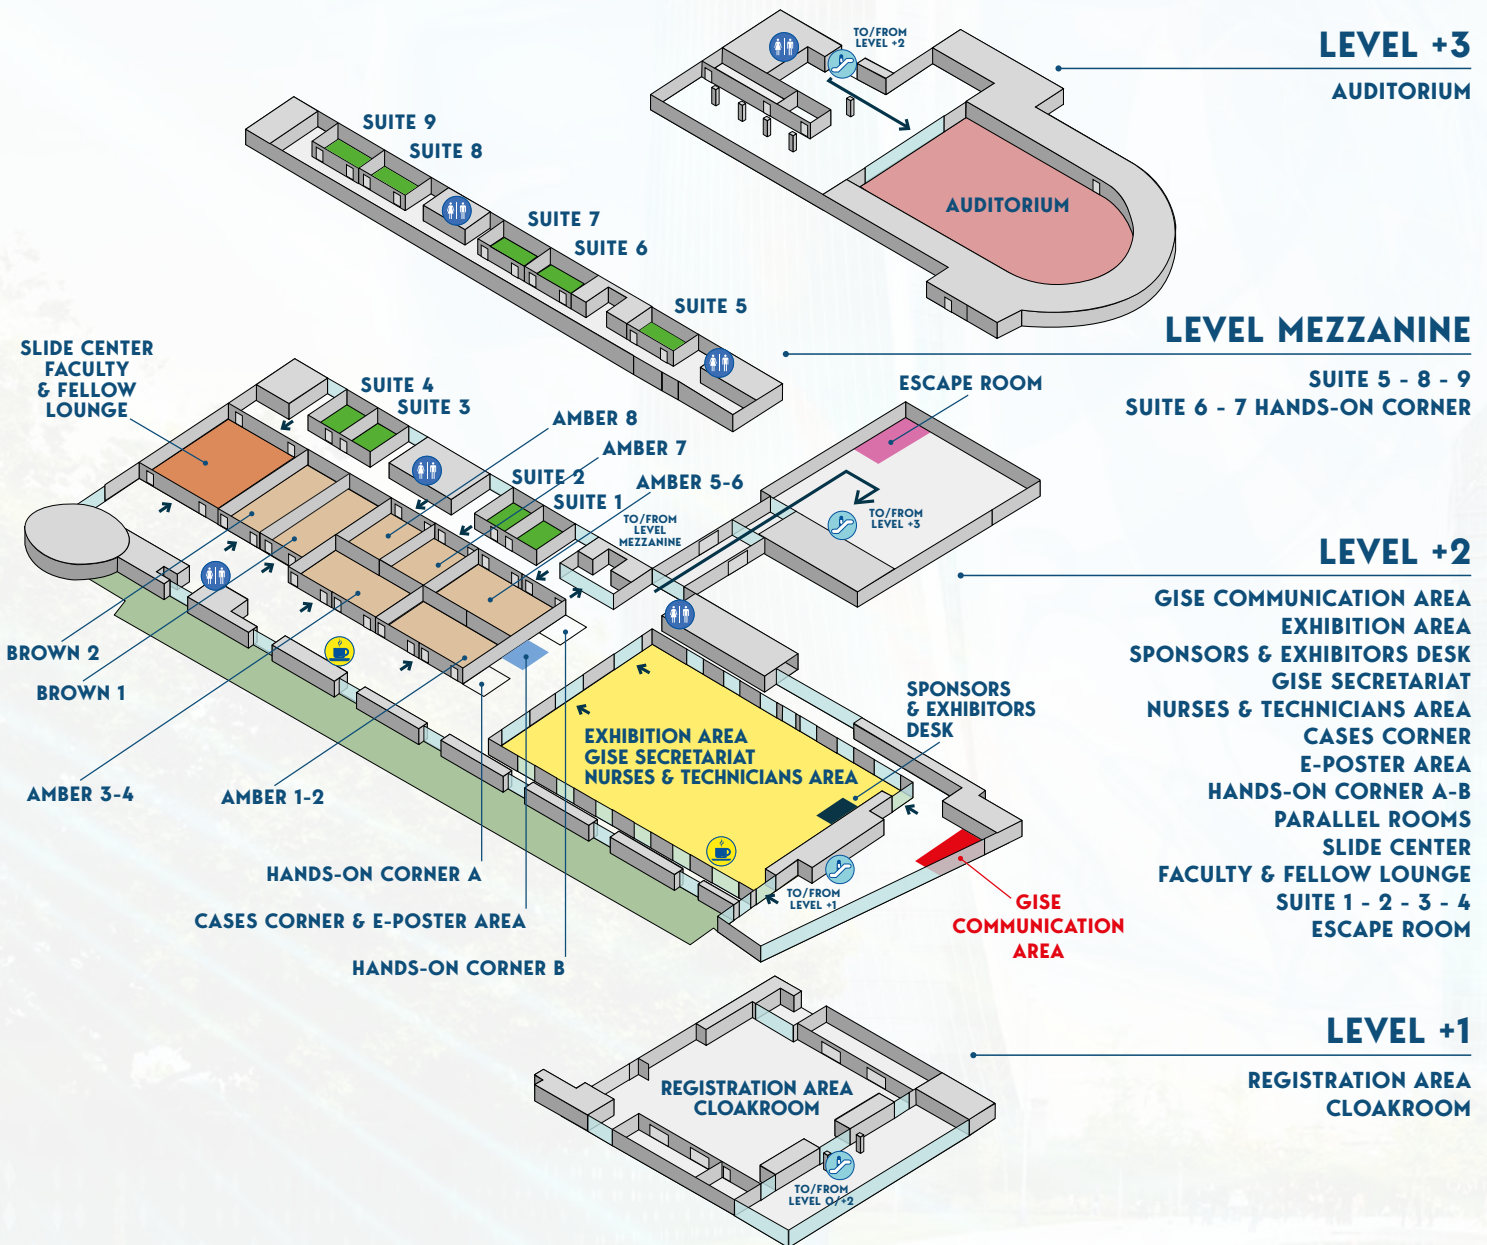 LEVEL +3
AUDITORIUM
TO/FROM
LEVEL +2
AUDITORIUM
SUITE 9
SUITE 8
SUITE 7
SUITE 6
SUITE 5
LEVEL MEZZANINE
SUITE 5 - 8 - 9
SUITE 6 - 7 HANDS-ON CORNER
SLIDE CENTER
FACULTY
& FELLOW
LOUNGE
SUITE 4
SUITE 3
AMBER 8
AMBER 7
SUITE 2
AMBER 5-6
SUITE 1
TO/FROM
LEVEL
MEZZANINE
ESCAPE ROOM
TO/FROM
LEVEL +3
BROWN 2
BROWN 1
AMBER 3-4
AMBER 1-2
HANDS-ON CORNER A
CASES CORNER & E-POSTER AREA
HANDS-ON CORNER B
EXHIBITION AREA
GISE SECRETARIAT
NURSES & TECHNICIANS AREA
SPONSORS
& EXHIBITORS
DESK
TO/FROM
LEVEL +1
GISE
COMMUNICATION
AREA
LEVEL +2
GISE COMMUNICATION AREA
EXHIBITION AREA
SPONSORS & EXHIBITORS DESK
GISE SECRETARIAT
NURSES & TECHNICIANS AREA
CASES CORNER
E-POSTER AREA
HANDS-ON CORNER A-B
PARALLEL ROOMS
SLIDE CENTER
FACULTY & FELLOW LOUNGE
SUITE 1 - 2 - 3 - 4
ESCAPE ROOM
LEVEL +1
REGISTRATION AREA
CLOAKROOM
REGISTRATION AREA
CLOAKROOM
TO/FROM
LEVEL 0/+2